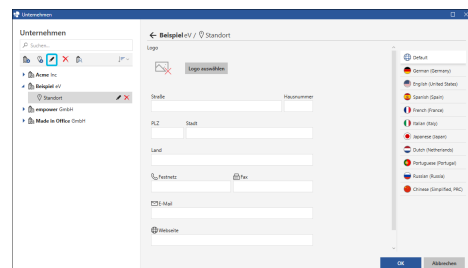 Unternehmen
Unternehmen
Suchen...
Acme Inc
Beispiel eV
Standort
empower GmbH
Made in Office GmbH
Beispiel eV / Standort
Logo
Logo auswählen
Straße
Hausnummer
PLZ
Stadt
Land
Festnetz
Fax
E-Mail
Webseite
Default
German (Germany)
English (United States)
Spanish (Spain)
French (France)
Italian (Italy)
Japanese (Japan)
Dutch (Netherlands)
Portuguese (Portugal)
Russian (Russia)
Chinese (Simplified, PRC)
OK
Abbrechen